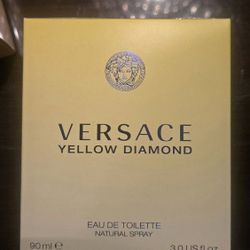 VERSACE
YELLOW DIAMOND
EAU DE TOILETTE
NATURAL SPRAY
90 ml ℮ 3.0 US fl oz